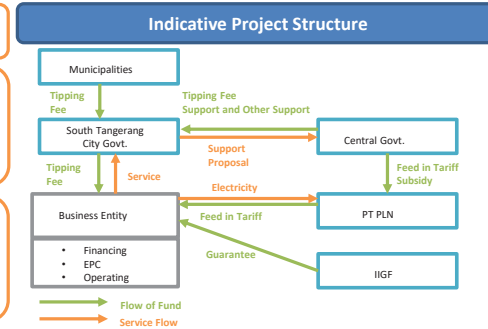 Indicative Project Structure
Municipalities
Tipping
Fee
Tipping Fee
Support and Other Support
South Tangerang
City Govt.
Central Govt.
Support
Proposal
Tipping
Fee
Service
Feed in Tariff
Subsidy
Electricity
Business Entity
Feed in Tariff
PT PLN
Guarantee
• Financing
• EPC
• Operating
IIGF
Flow of Fund
Service Flow